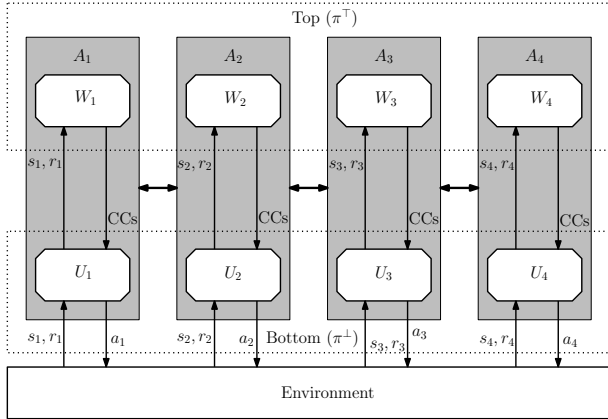 Top (π⊤)
A1 A2 A3 A4
W1 W2 W3 W4
s1, r1 s2, r2 s3, r3 s4, r4
CCs CCs CCs CCs
U1 U2 U3 U4
s1, r1 a1 s2, r2 a2 Bottom (π⊥) s3, r3 a3 s4, r4 a4
Environment